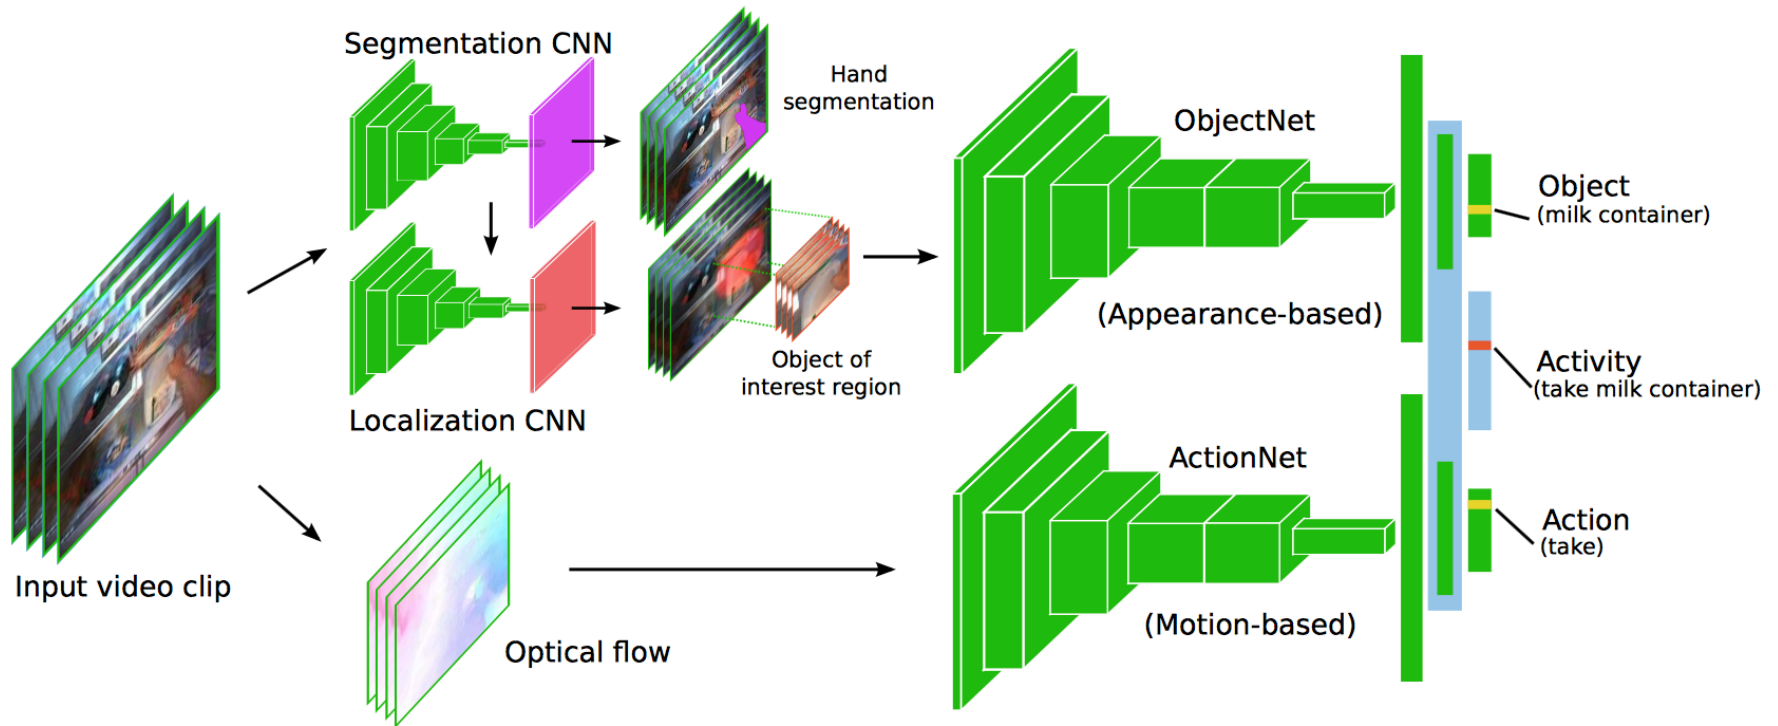 Segmentation CNN
Hand
segmentation
ObjectNet
Object
(milk container)
(Appearance-based)
Object of
interest region
Activity
(take milk container)
Localization CNN
ActionNet
Action
(take)
Input video clip
(Motion-based)
Optical flow